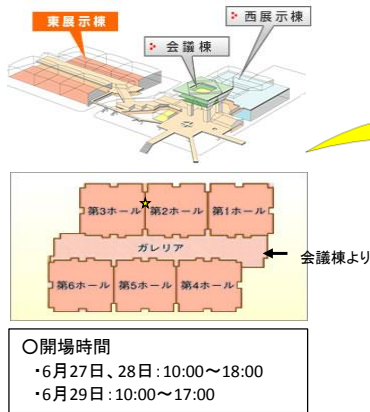 東展示棟
西展示棟
会議棟
第3ホール 第2ホール 第1ホール
ガレリア
会議棟より
第6ホール 第5ホール 第4ホール
〇開場時間
・6月27日、28日:10:00～18:00
・6月29日:10:00～17:00